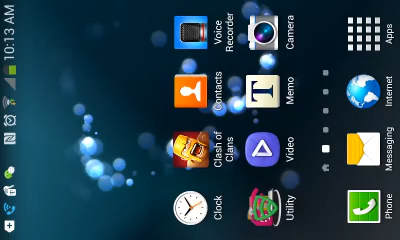 10:13 AM
Clock
Clash of
Clans
Contacts
Voice
Recorder
Utility
Video
Memo
Camera
Phone
Messaging
Internet
Apps